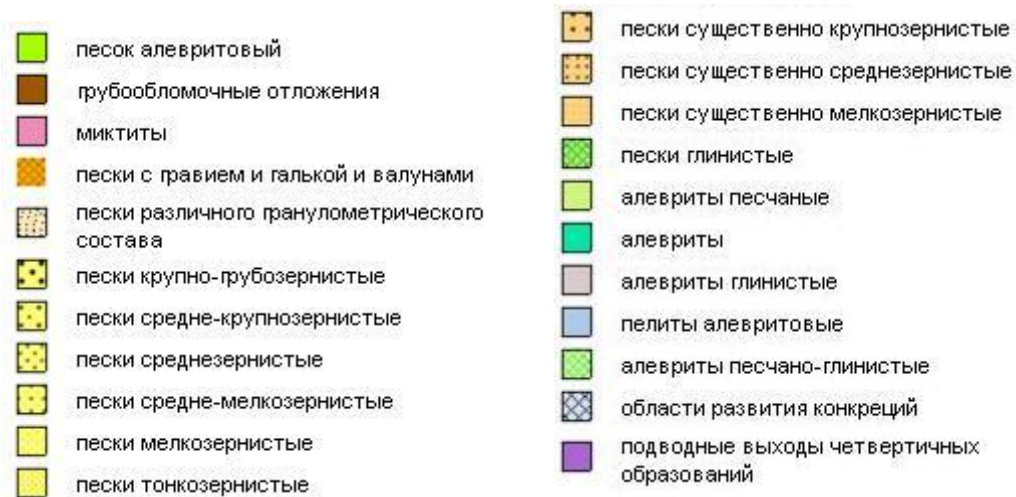 песок алевритовый
грубообломочные отложения
миктиты
пески с гравием и галькой и валунами
пески различного гранулометрического
состава
пески крупно-грубозернистые
пески средне-крупнозернистые
пески среднезернистые
пески средне-мелкозернистые
пески мелкозернистые
пески тонкозернистые
пески существенно крупнозернистые
пески существенно среднезернистые
пески существенно мелкозернистые
пески глинистые
алевриты песчаные
алевриты
алевриты глинистые
пелиты алевритовые
алевриты песчано-глинистые
области развития конкреций
подводные выходы четвертичных
образований